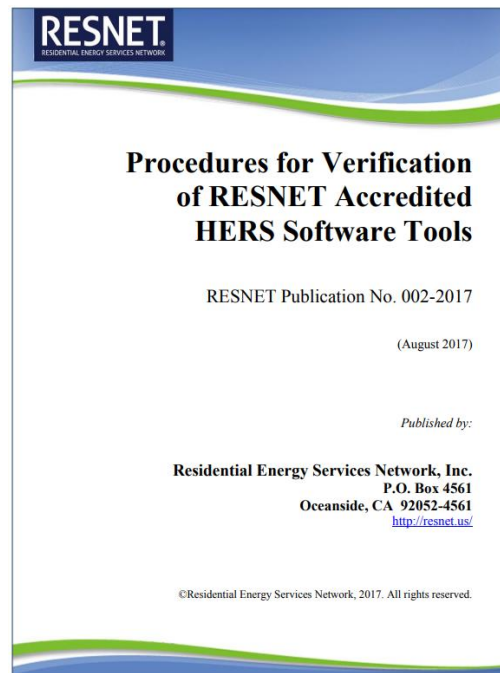 RESNET®
RESIDENTIAL ENERGY SERVICES NETWORK
Procedures for Verification
of RESNET Accredited
HERS Software Tools
RESNET Publication No. 002-2017
(August 2017)
Published by:
Residential Energy Services Network, Inc.
P.O. Box 4561
Oceanside, CA 92052-4561
http://resnet.us/
©Residential Energy Services Network, 2017. All rights reserved.